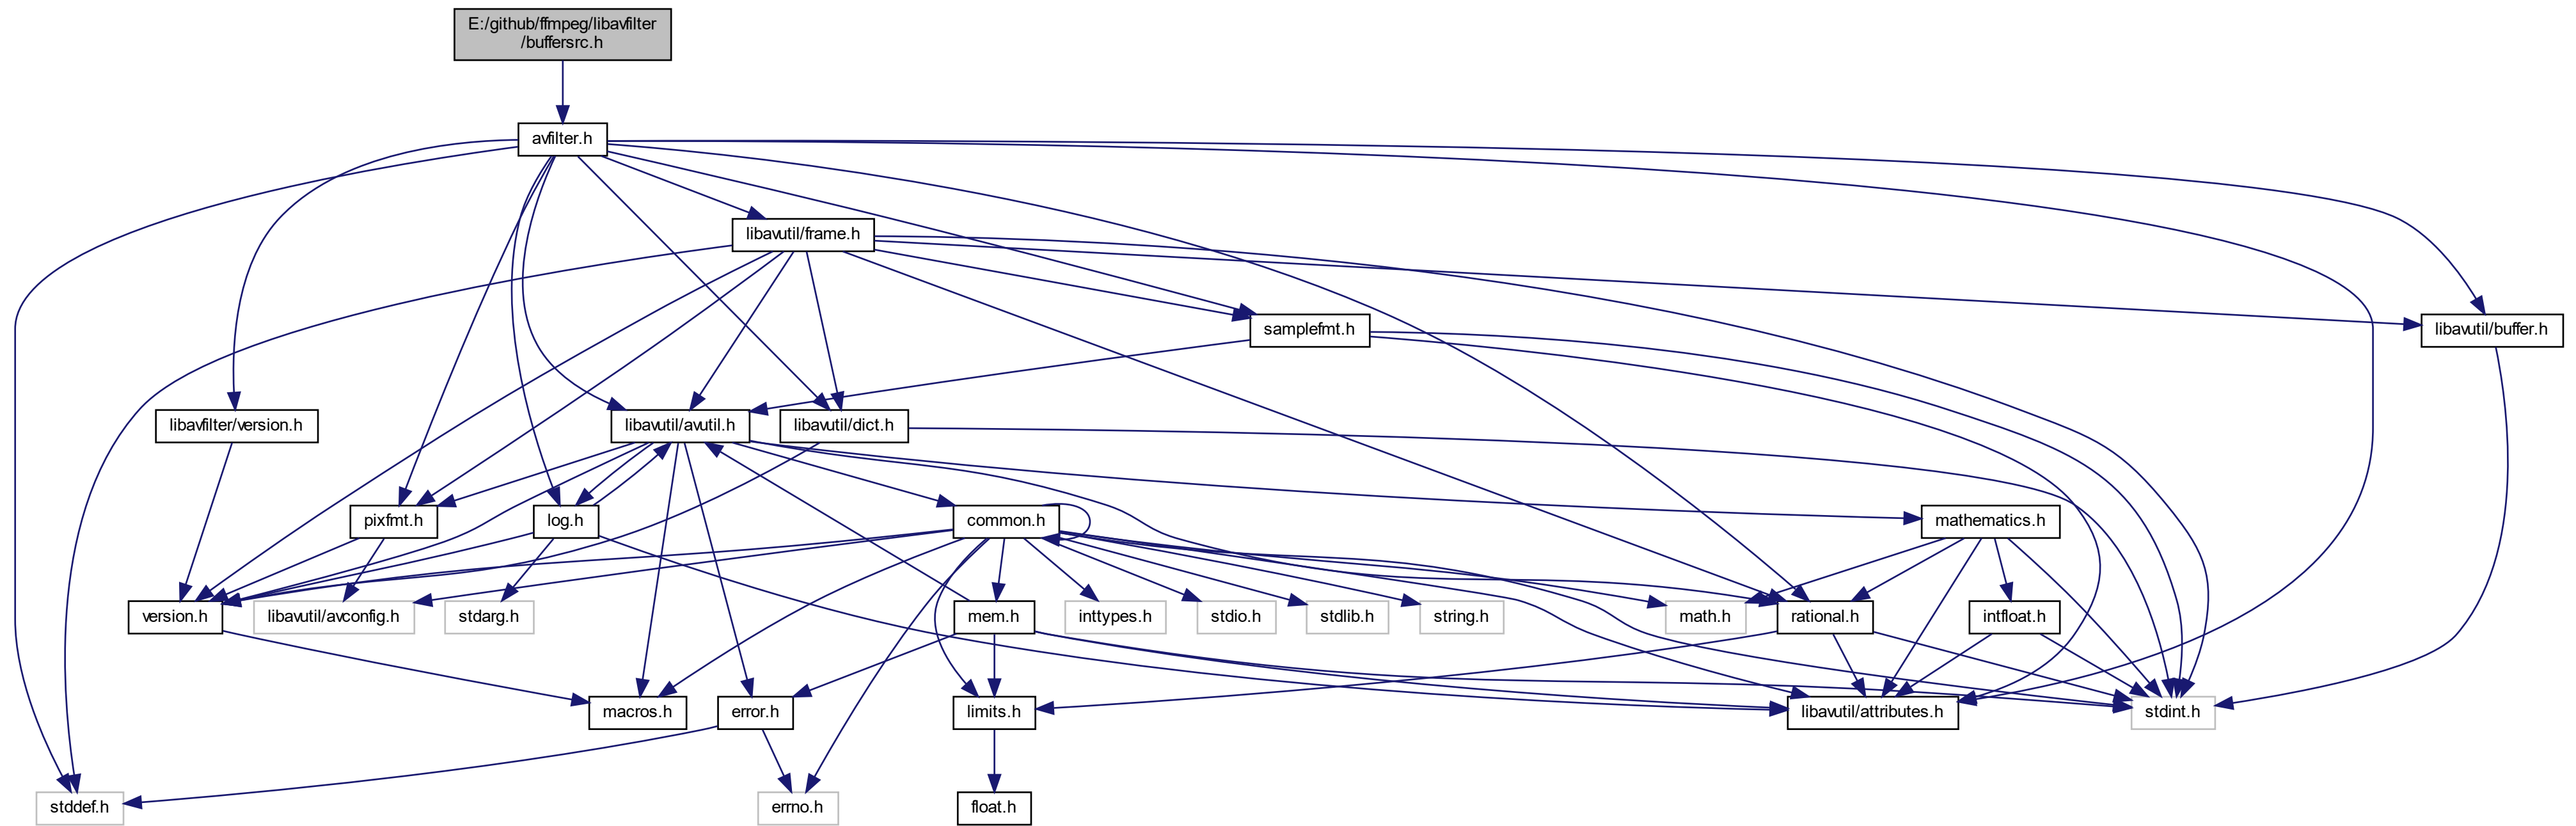 E:/github/ffmpeg/libavfilter
/buffersrc.h
avfilter.h
libavutil/frame.h
samplefmt.h
libavutil/buffer.h
libavfilter/version.h
libavutil/avutil.h
libavutil/dict.h
pixfmt.h
log.h
common.h
mathematics.h
version.h
libavutil/avconfig.h
stdarg.h
mem.h
inttypes.h
stdio.h
stdlib.h
string.h
math.h
rational.h
intfloat.h
macros.h
error.h
limits.h
libavutil/attributes.h
stdint.h
stddef.h
errno.h
float.h